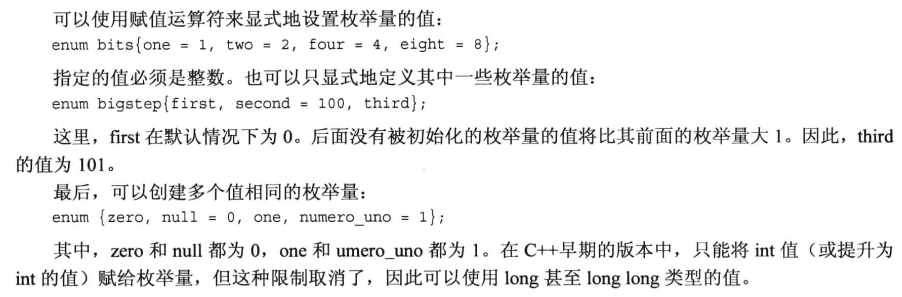 可以使用赋值运算符来显式地设置枚举量的值：
enum bits{one = 1, two = 2, four = 4, eight = 8};
指定的值必须是整数。也可以只显式地定义其中一些枚举量的值：
enum bigstep{first, second = 100, third};
这里，first 在默认情况下为 0。后面没有被初始化的枚举量的值将比其前面的枚举量大 1。因此，third
的值为 101。
最后，可以创建多个值相同的枚举量：
enum {zero, null = 0, one, numero_uno = 1};
其中，zero 和 null 都为 0，one 和 umero_uno 都为 1。在 C++早期的版本中，只能将 int 值（或提升为
int 的值）赋给枚举量，但这种限制取消了，因此可以使用 long 甚至 long long 类型的值。